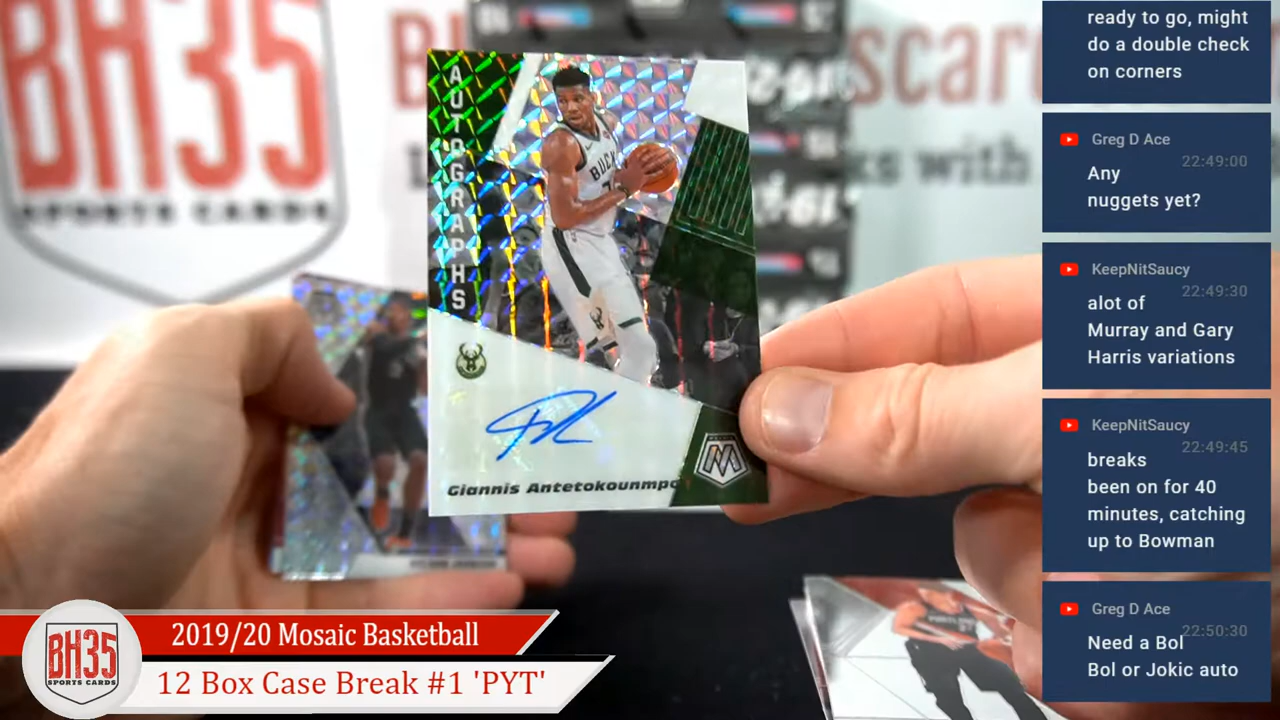 BH35
SPORTS CARDS
AUTOGRAPHS
BUCK
Giannis Antetokounmpo
ready to go, might
do a double check
on corners
Greg D Ace
22:49:00
Any
nuggets yet?
KeepNitSaucy
22:49:30
alot of
Murray and Gary
Harris variations
KeepNitSaucy
22:49:45
breaks
been on for 40
minutes, catching
up to Bowman
Greg D Ace
22:50:30
Need a Bol
Bol or Jokic auto
BH35
SPORTS CARDS
2019/20 Mosaic Basketball
12 Box Case Break #1 'PYT'